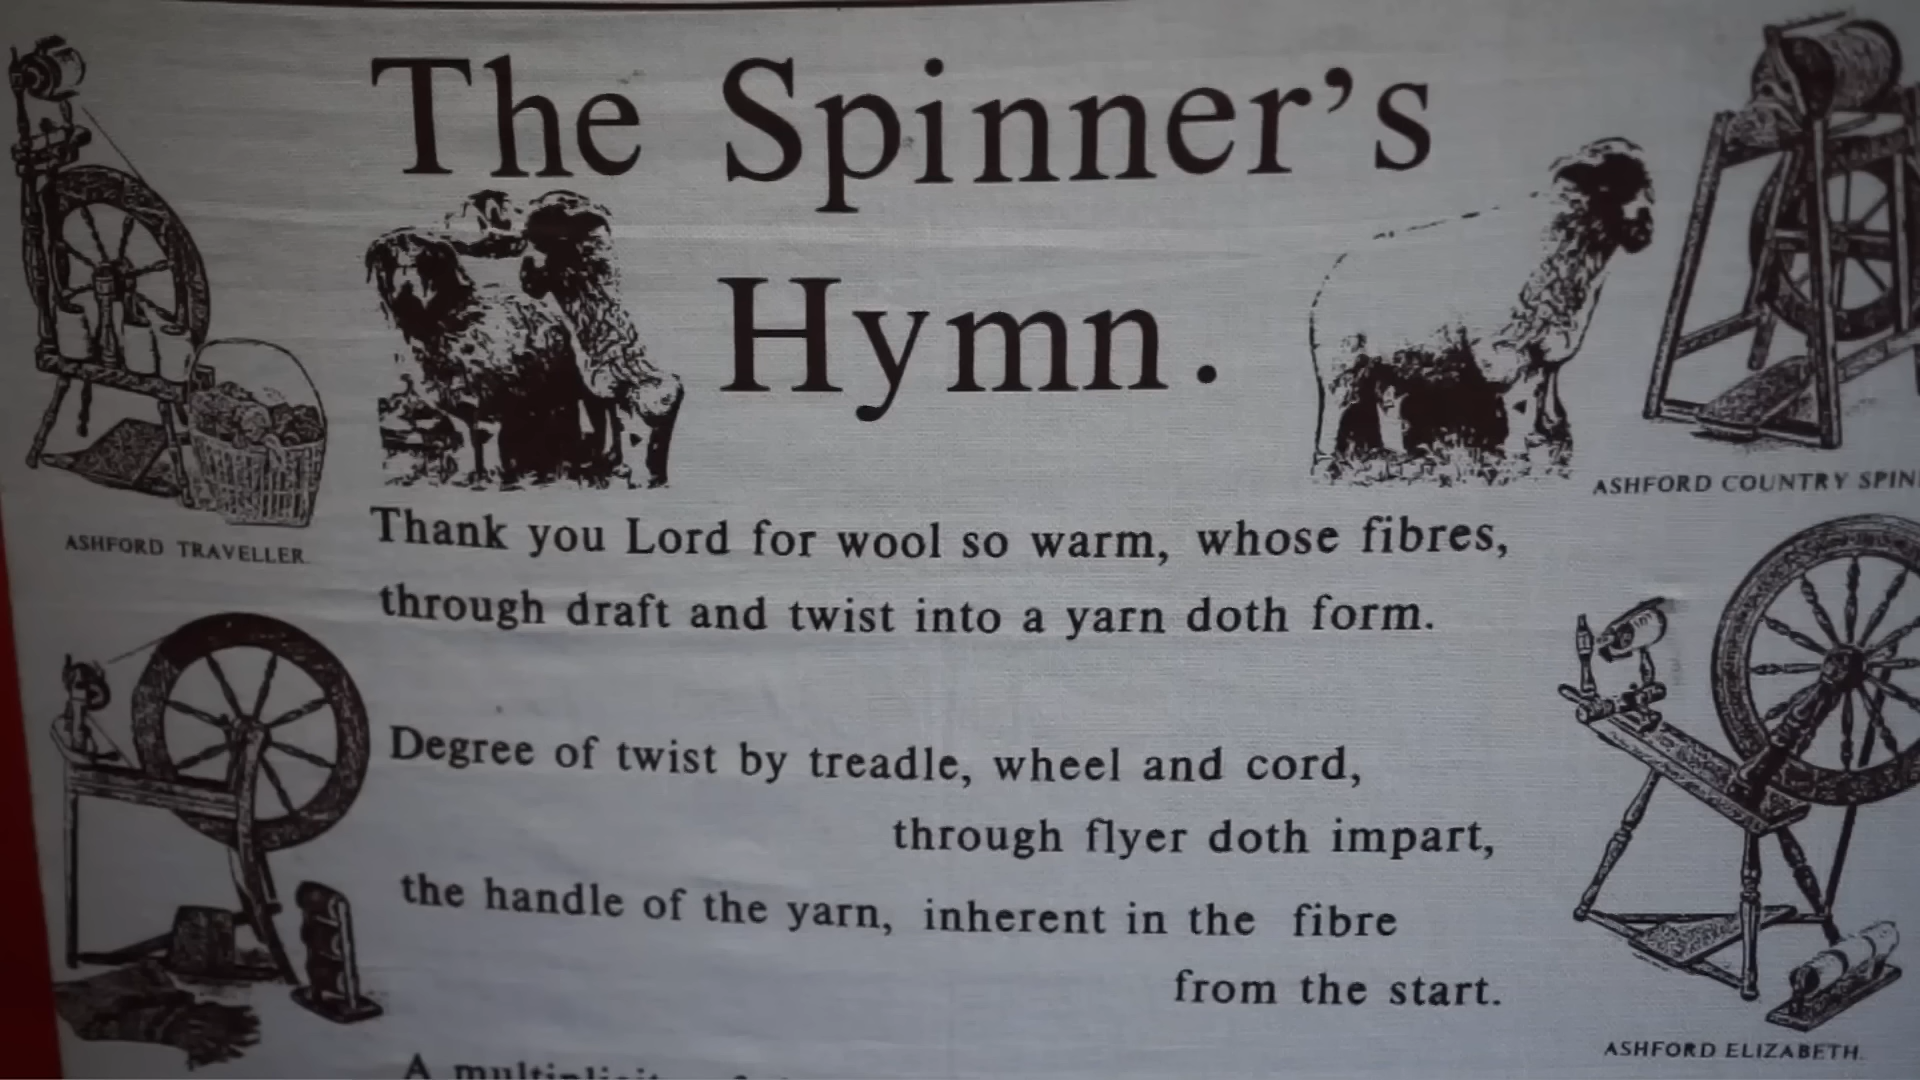 The Spinner's
Hymn.
ASHFORD COUNTRY
ASHFORD TRAVELLER
Thank you Lord for wool so warm, whose fibres,
through draft and twist into a yarn doth form.
Degree of twist by treadle, wheel and cord,
through flyer doth impart,
the handle of the yarn, inherent in the fibre
from the start.
ASHFORD ELIZABETH
A